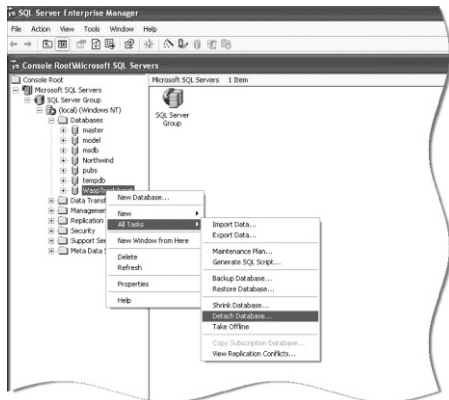 SQL Server Enterprise Manager
File Action View Tools Window Help
Console Root\Microsoft SQL Servers
Console Root
Microsoft SQL Servers
SQL Server Group
(local) (Windows NT)
Databases
master
model
msdb
Northwind
pubs
tempdb
Data Transf
Management
Replication
Security
Support Ser
Meta Data S
Microsoft SQL Servers 1 Item
SQL Server
Group
New Database...
New
All Tasks
New Window from Here
Delete
Refresh
Properties
Help
Import Data...
Export Data...
Maintenance Plan...
Generate SQL Script...
Backup Database...
Restore Database...
Shrink Database...
Detach Database...
Take Offline
Copy Subscription Database...
View Replication Conflicts...